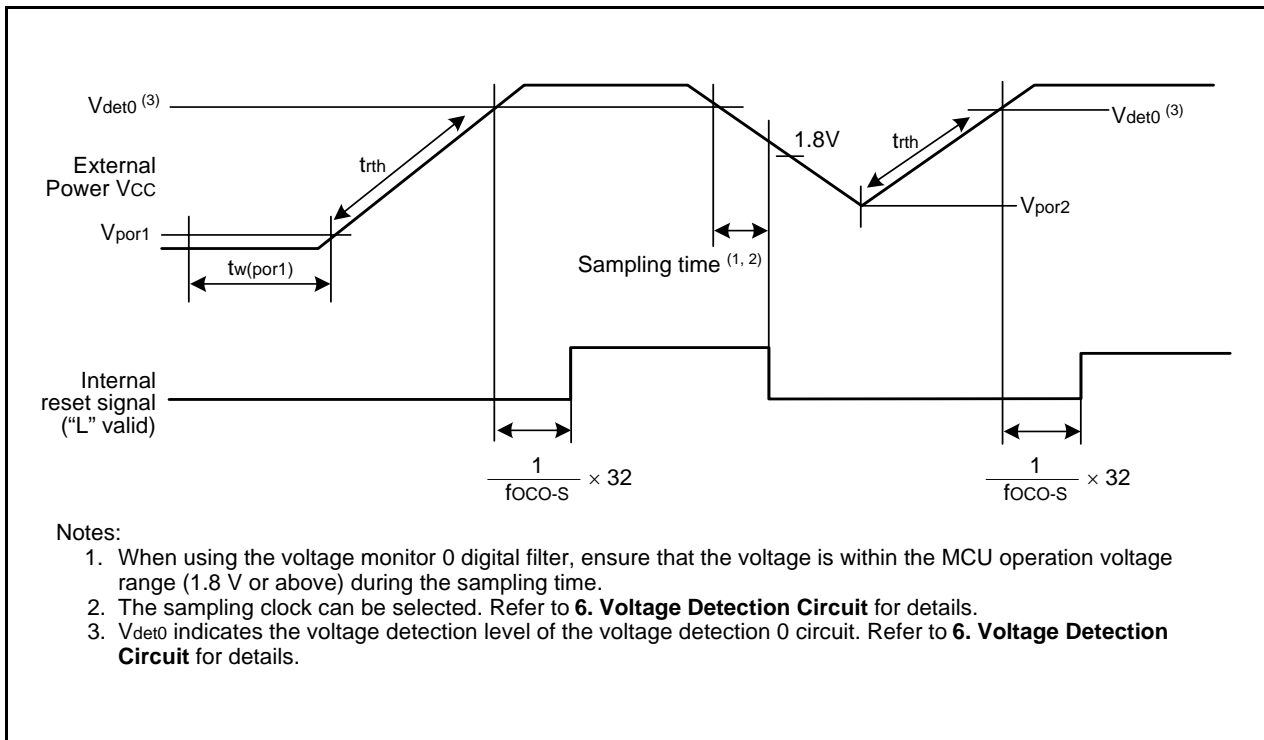 Vdet0 (3)
External
Power VCC
Vpor1
trth
tw(por1)
Sampling time (1, 2)
1.8V
trth
Vdet0 (3)
Vpor2
Internal
reset signal
(“L” valid)
1
fOCO-S
× 32
1
fOCO-S
× 32
Notes:
1. When using the voltage monitor 0 digital filter, ensure that the voltage is within the MCU operation voltage
range (1.8 V or above) during the sampling time.
2. The sampling clock can be selected. Refer to 6. Voltage Detection Circuit for details.
3. Vdet0 indicates the voltage detection level of the voltage detection 0 circuit. Refer to 6. Voltage Detection
Circuit for details.